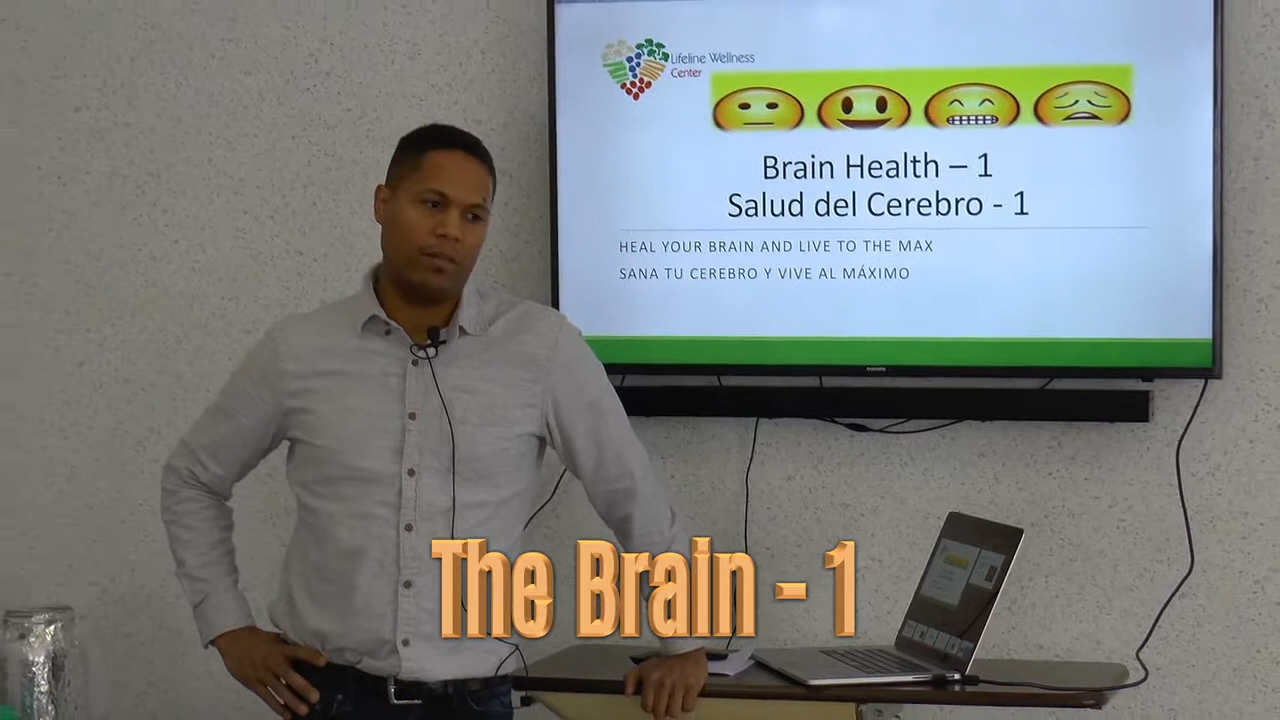 Lifeline Wellness
Center
Brain Health – 1
Salud del Cerebro - 1
HEAL YOUR BRAIN AND LIVE TO THE MAX
SANA TU CEREBRO Y VIVE AL MÁXIMO
SAMSUNG
The Brain - 1